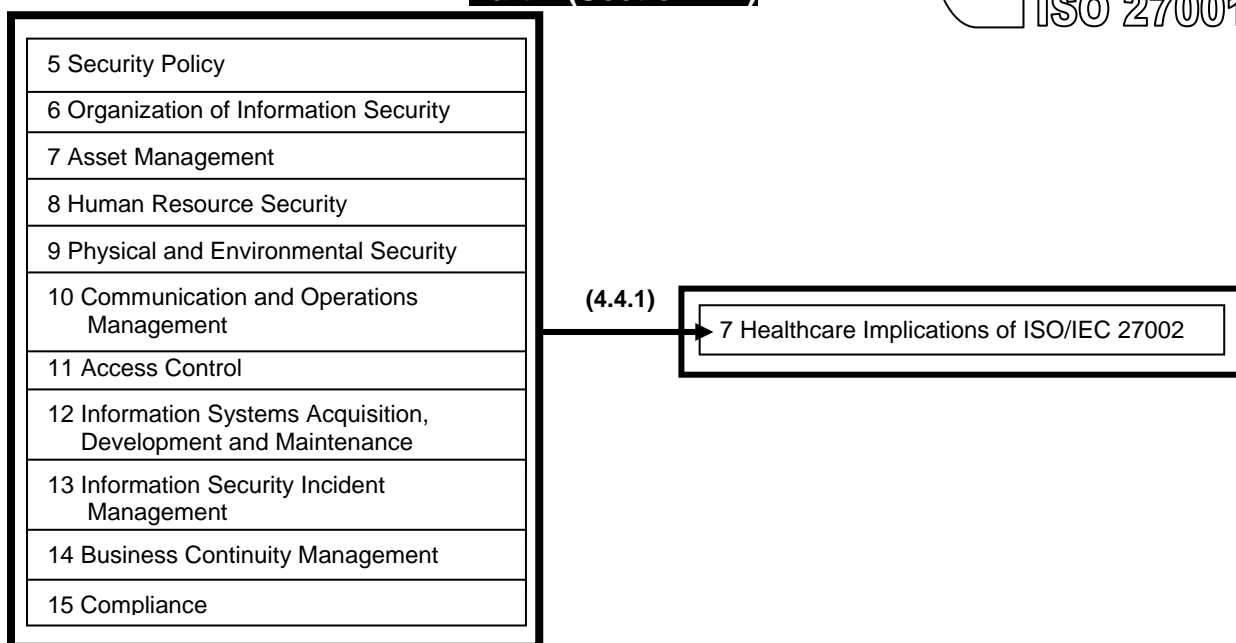 ISO 27001
5 Security Policy
6 Organization of Information Security
7 Asset Management
8 Human Resource Security
9 Physical and Environmental Security
10 Communication and Operations
Management
11 Access Control
12 Information Systems Acquisition,
Development and Maintenance
13 Information Security Incident
Management
14 Business Continuity Management
15 Compliance
(4.4.1)
7 Healthcare Implications of ISO/IEC 27002